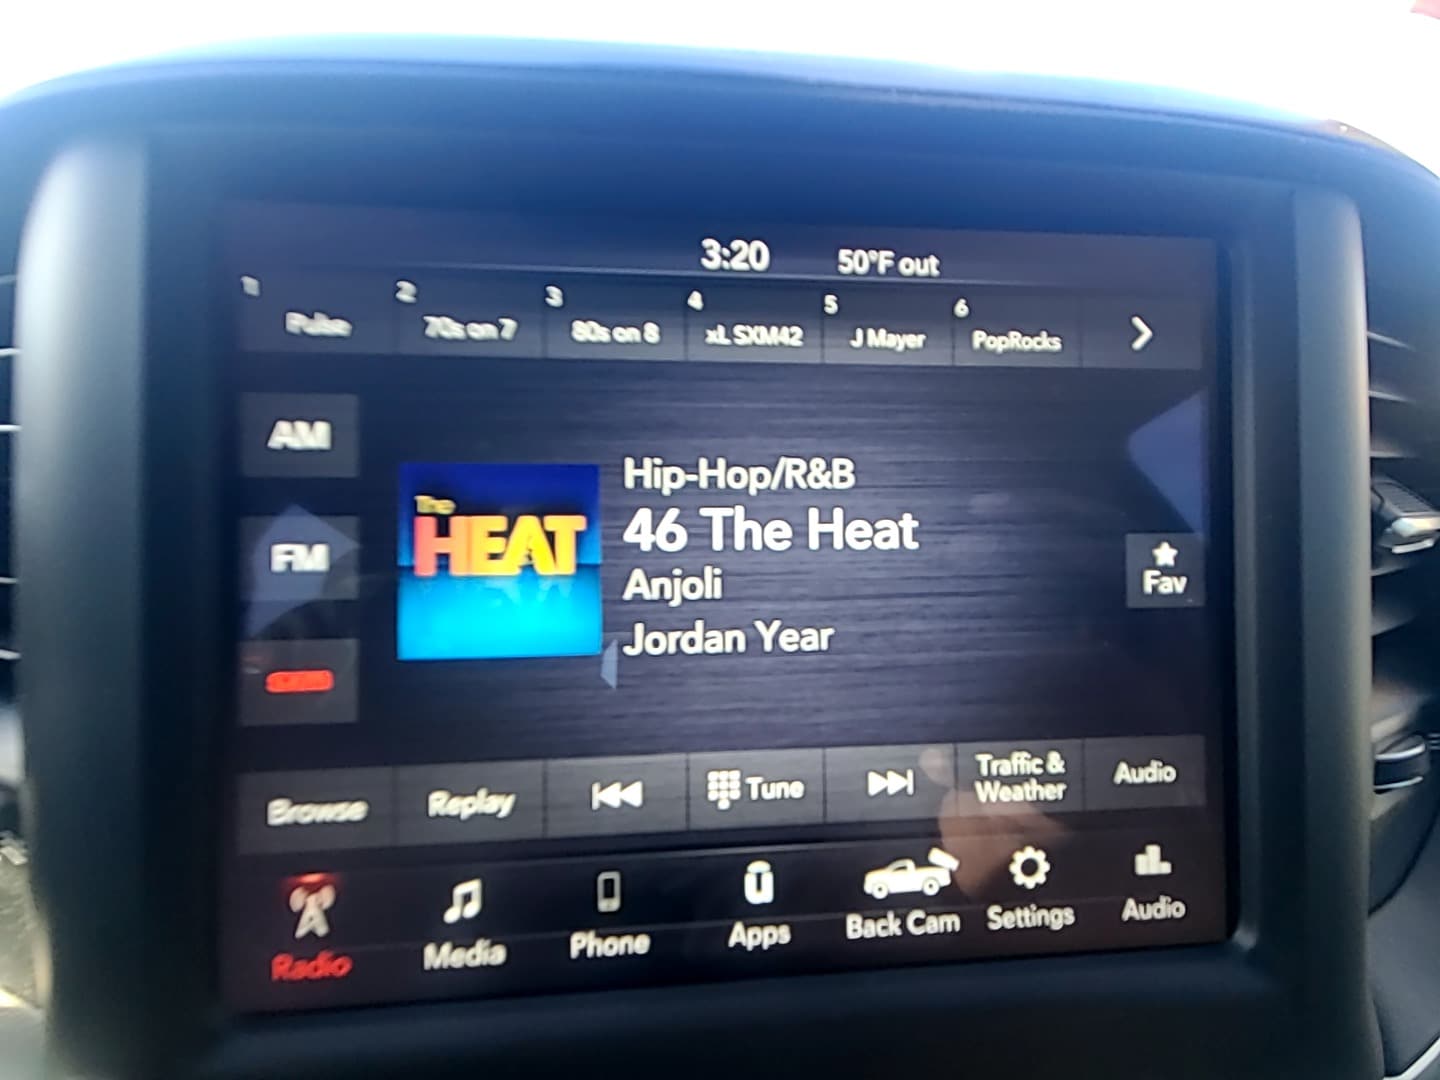 3:20 50°F out
1 2 3 4 5 6
Pulse 70s on 7 80s on 8 xL SXM42 J Mayer PopRocks
AM
FM
SXM
The
HEAT
Hip-Hop/R&B
46 The Heat
Anjoli
Jordan Year
Fav
Browse Replay Tune Traffic & Weather Audio
Radio Media Phone Apps Back Cam Settings Audio